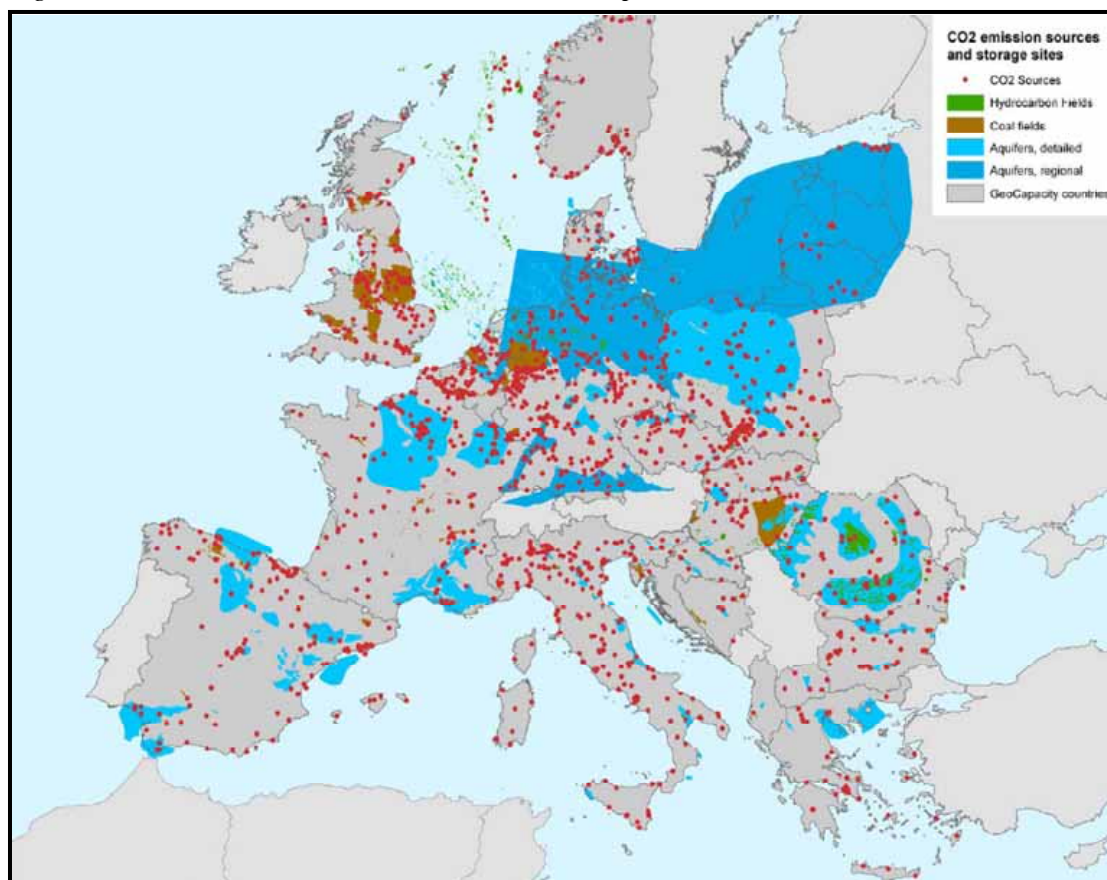 CO2 emission sources
and storage sites
CO2 Sources
Hydrocarbon Fields
Coal fields
Aquifers, detailed
Aquifers, regional
GeoCapacity countries